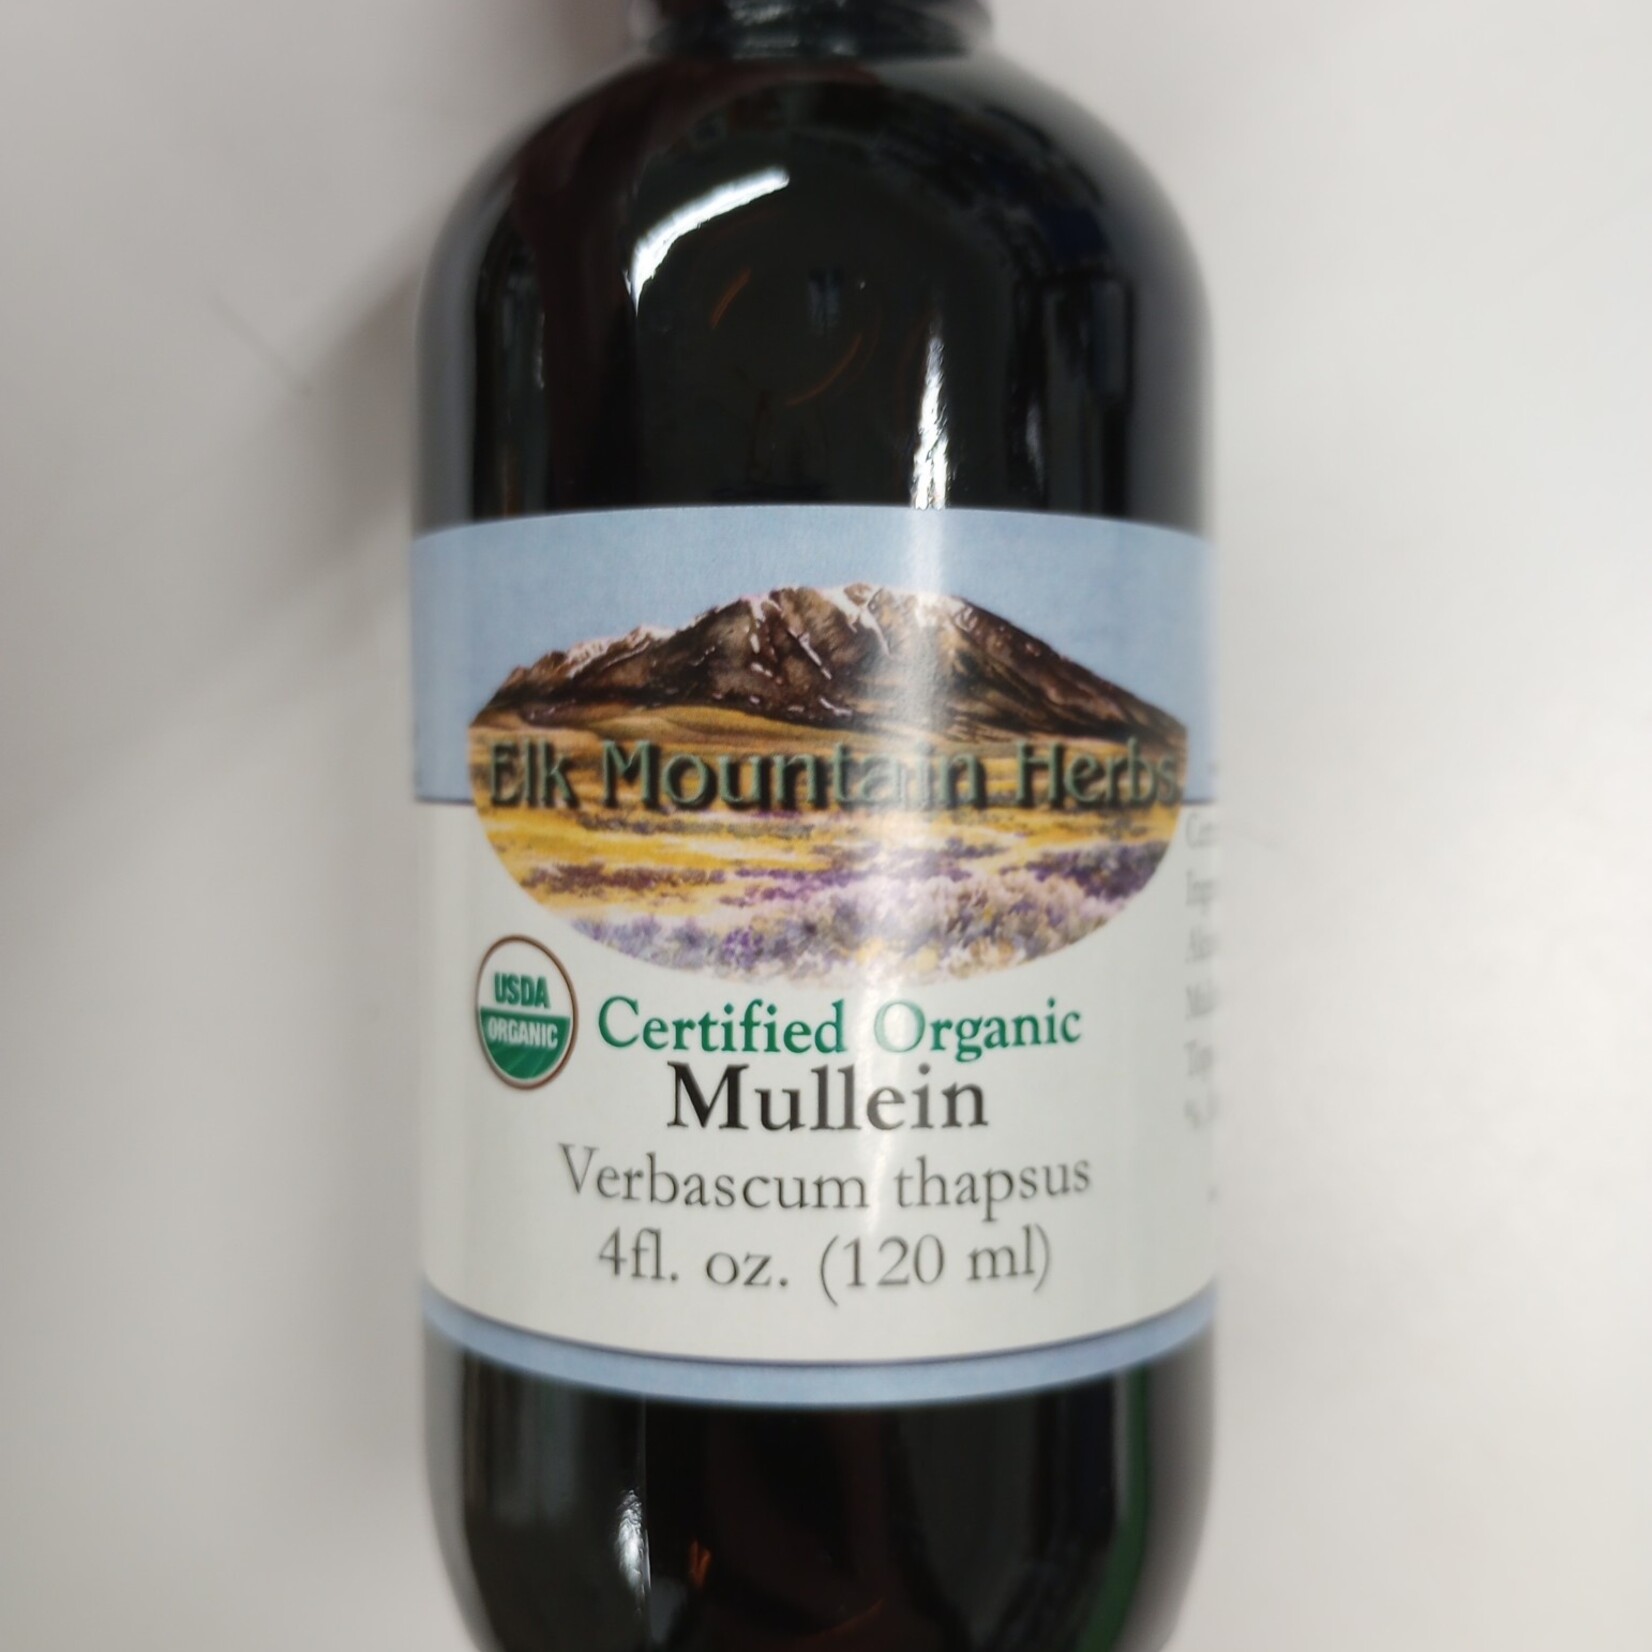 Elk Mountain Herbs
USDA
ORGANIC
Certified Organic
Mullein
Verbascum thapsus
4fl. oz. (120 ml)